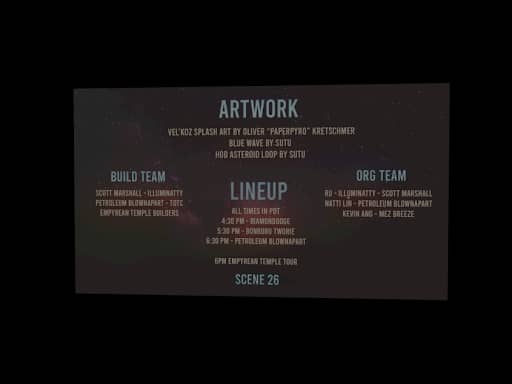 ARTWORK
VEL'KOZ SPLASH ART BY OLIVER "PAPERPYRO" KRETSCHMER
BLUE WAVE BY SUTU
HOD ASTEROID LOOP BY SUTU
BUILD TEAM
SCOTT MARSHALL - ILLUMINATTY
PETROLEUM BLOWNAPART - TOTC
EMPYREAN TEMPLE BUILDERS
LINEUP
ALL TIMES IN PDT
4:30 PM - DIAMONDDOGE
5:30 PM - BONBURU TWONIE
6:30 PM - PETROLEUM BLOWNAPART
6PM EMPYREAN TEMPLE TOUR
SCENE 26
ORG TEAM
RU - ILLUMINATTY - SCOTT MARSHALL
NATTI LIN - PETROLEUM BLOWNAPART
KEVIN ANG - MEZ BREEZE